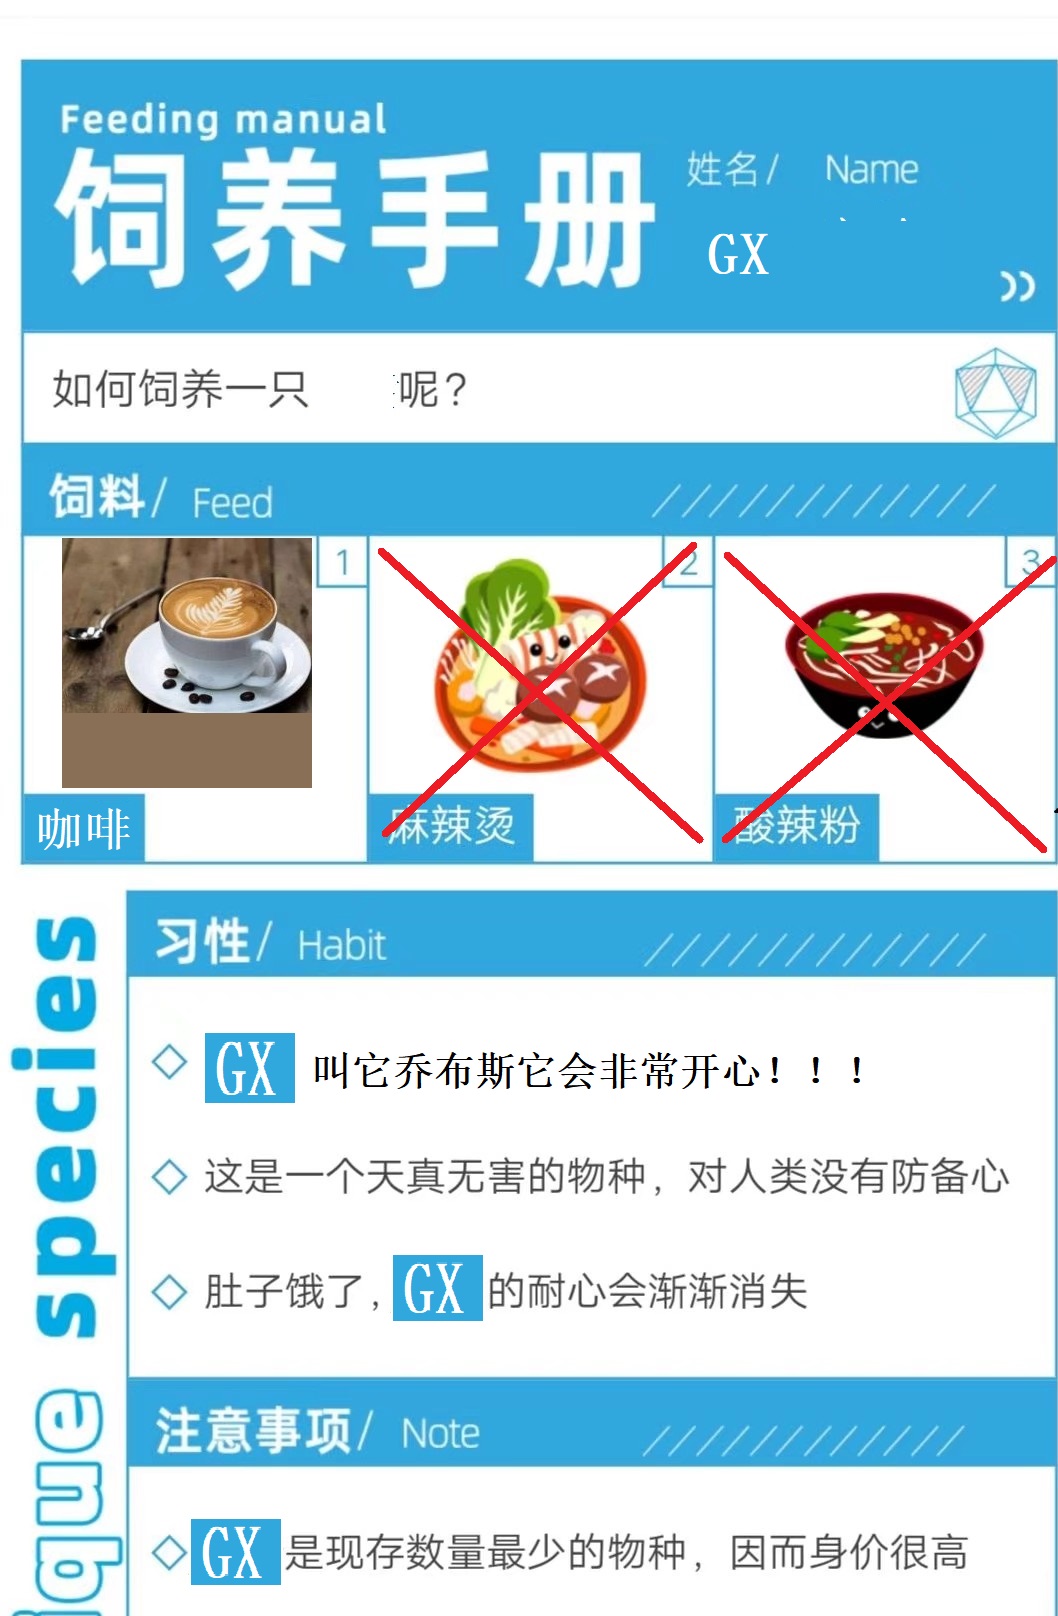 Feeding manual
饲养手册
姓名/ Name
GX
如何饲养一只 呢？
饲料/ Feed
1
2
3
咖啡
麻辣烫
酸辣粉
species
que
习性/ Habit
GX 叫它乔布斯它会非常开心！！！
这是一个天真无害的物种，对人类没有防备心
肚子饿了，GX的耐心会渐渐消失
注意事项/ Note
GX是现存数量最少的物种，因而身价很高